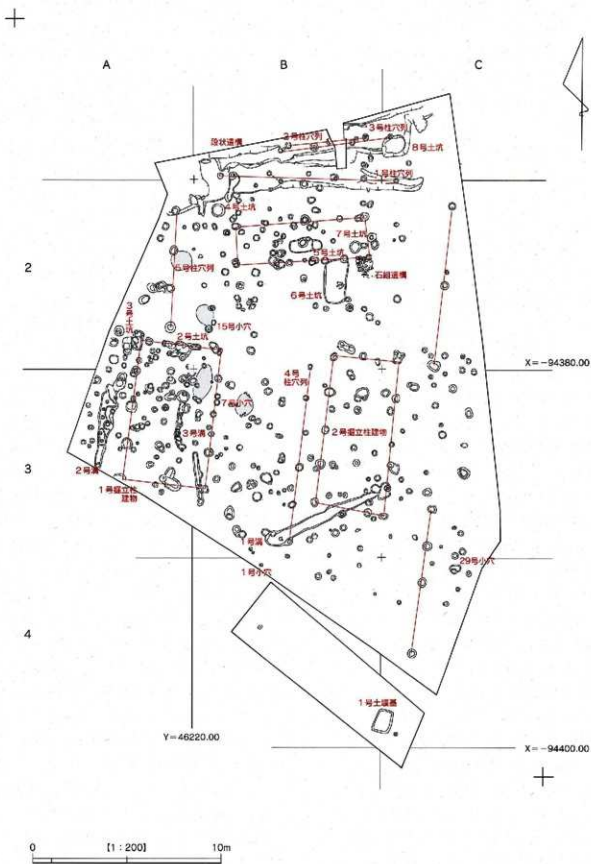 A
B
C
段状遺構
2号柱穴列
3号柱穴列
8号土坑
1号柱穴列
4号土坑
7号土坑
2
5号柱穴列
5号土坑
石組遺構
6号土坑
15号小穴
3号土坑
2号土坑
X=-94380.00
4号
柱穴列
7号小穴
3号溝
2号掘立柱建物
3
2号溝
1号掘立柱
建物
1号溝
1号小穴
29号小穴
4
1号土壙墓
Y=46220.00
X=-94400.00
0 [1:200] 10m